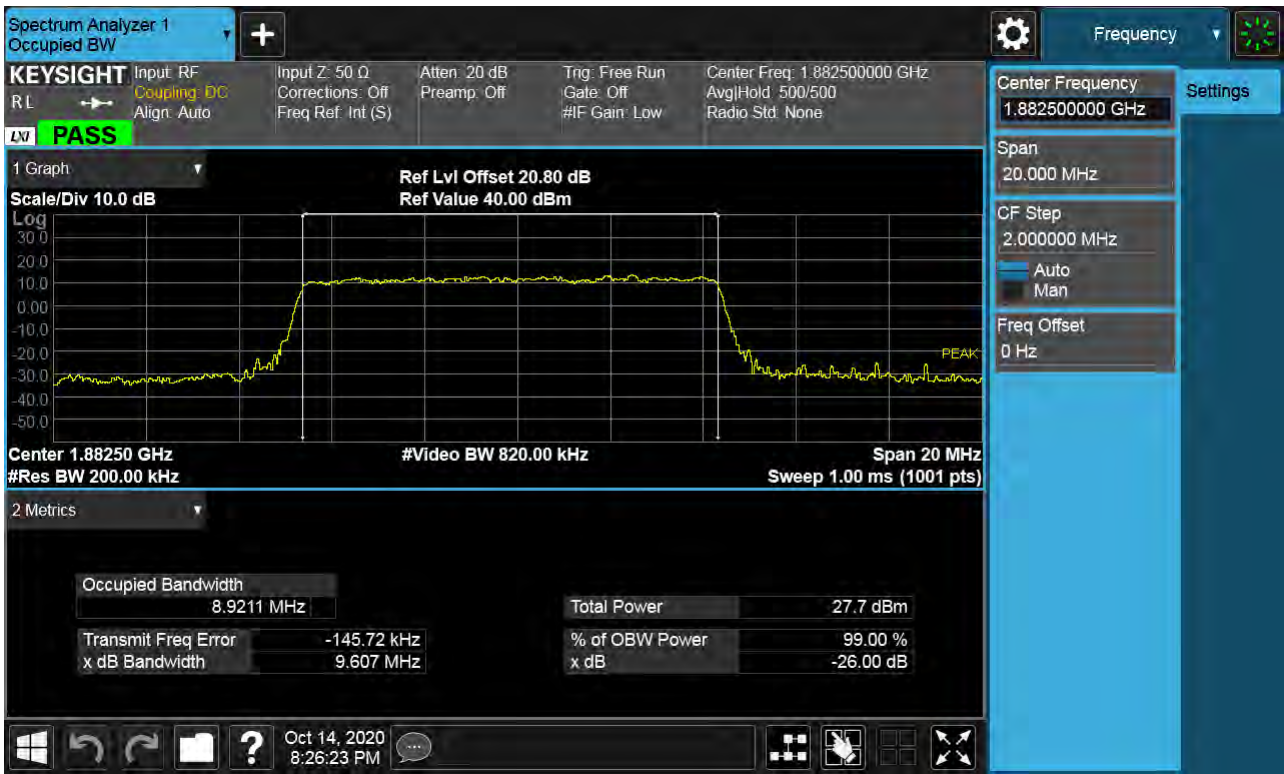 Spectrum Analyzer 1
Occupied BW
Frequency
KEYSIGHT
RL
LXI
PASS
Input: RF
Coupling: DC
Align: Auto
Input Z: 50 Ω
Corrections: Off
Freq Ref: Int (S)
Atten: 20 dB
Preamp: Off
Trig: Free Run
Gate: Off
#IF Gain: Low
Center Freq: 1.882500000 GHz
Avg|Hold: 500/500
Radio Std: None
Center Frequency
1.882500000 GHz
Settings
Span
20.000 MHz
CF Step
2.000000 MHz
Auto
Man
Freq Offset
0 Hz
1 Graph
Scale/Div 10.0 dB
Ref Lvl Offset 20.80 dB
Ref Value 40.00 dBm
Log
30.0
20.0
10.0
0.00
-10.0
-20.0
-30.0
-40.0
-50.0
PEAK
Center 1.88250 GHz
#Video BW 820.00 kHz
Span 20 MHz
#Res BW 200.00 kHz
Sweep 1.00 ms (1001 pts)
2 Metrics
Occupied Bandwidth
8.9211 MHz
Total Power 27.7 dBm
Transmit Freq Error -145.72 kHz
% of OBW Power 99.00 %
x dB Bandwidth 9.607 MHz
x dB -26.00 dB
?
Oct 14, 2020
8:26:23 PM